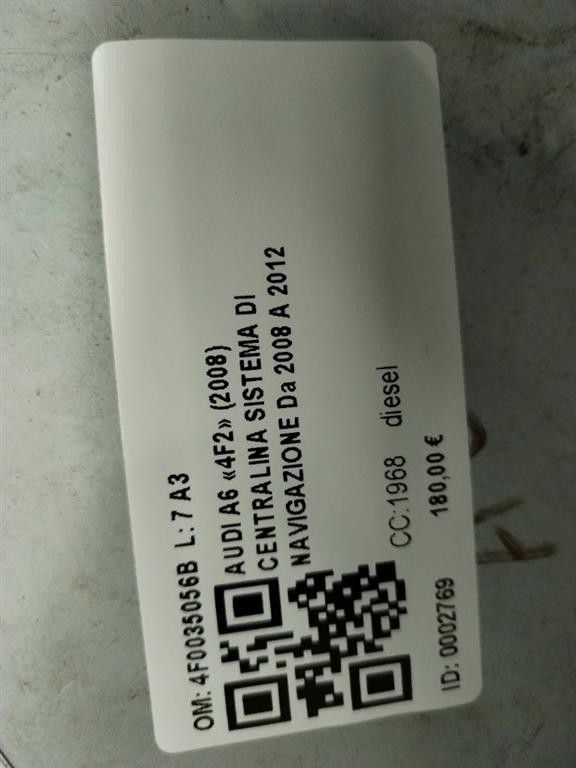 OM: 4F0035056B L: 7 A3
AUDI A6 «4F2» (2008)
CENTRALINA SISTEMA DI
NAVIGAZIONE Da 2008 A 2012
CC:1968 diesel
180,00 €
ID: 0002769